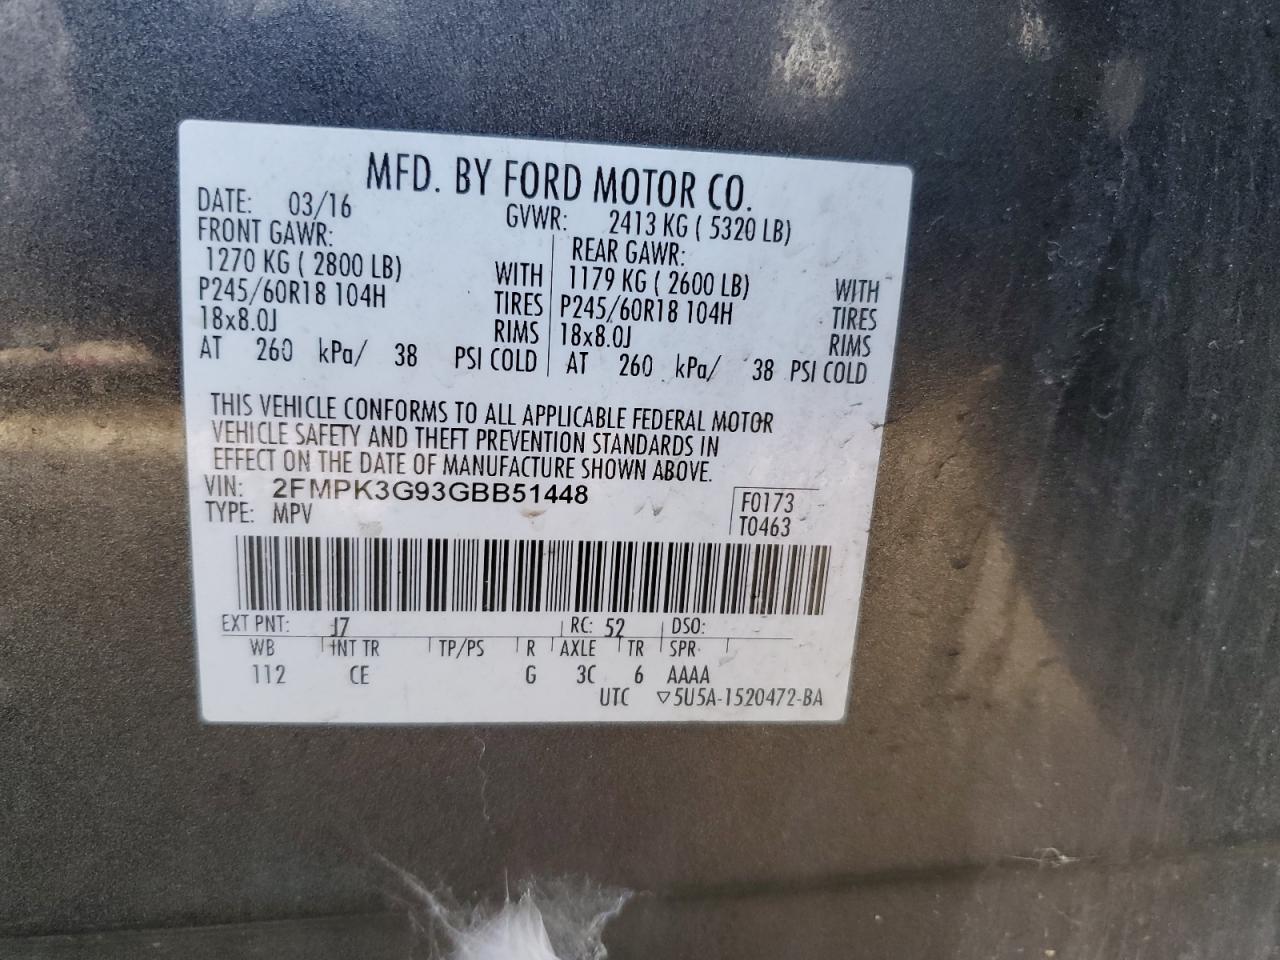 MFD. BY FORD MOTOR CO.
DATE: 03/16 GVWR: 2413 KG ( 5320 LB)
FRONT GAWR: REAR GAWR:
1270 KG ( 2800 LB) WITH 1179 KG ( 2600 LB) WITH
P245/60R18 104H TIRES P245/60R18 104H TIRES
18x8.0J RIMS 18x8.0J RIMS
AT 260 kPa/ 38 PSI COLD AT 260 kPa/ 38 PSI COLD
THIS VEHICLE CONFORMS TO ALL APPLICABLE FEDERAL MOTOR
VEHICLE SAFETY AND THEFT PREVENTION STANDARDS IN
EFFECT ON THE DATE OF MANUFACTURE SHOWN ABOVE.
VIN: 2FMPK3G93GBB51448 F0173
TYPE: MPV T0463
EXT PNT: J7 RC: 52 DSO:
WB INT TR TP/PS R AXLE TR SPR
112 CE G 3C 6 AAAA
UTC ▽5U5A-1520472-BA